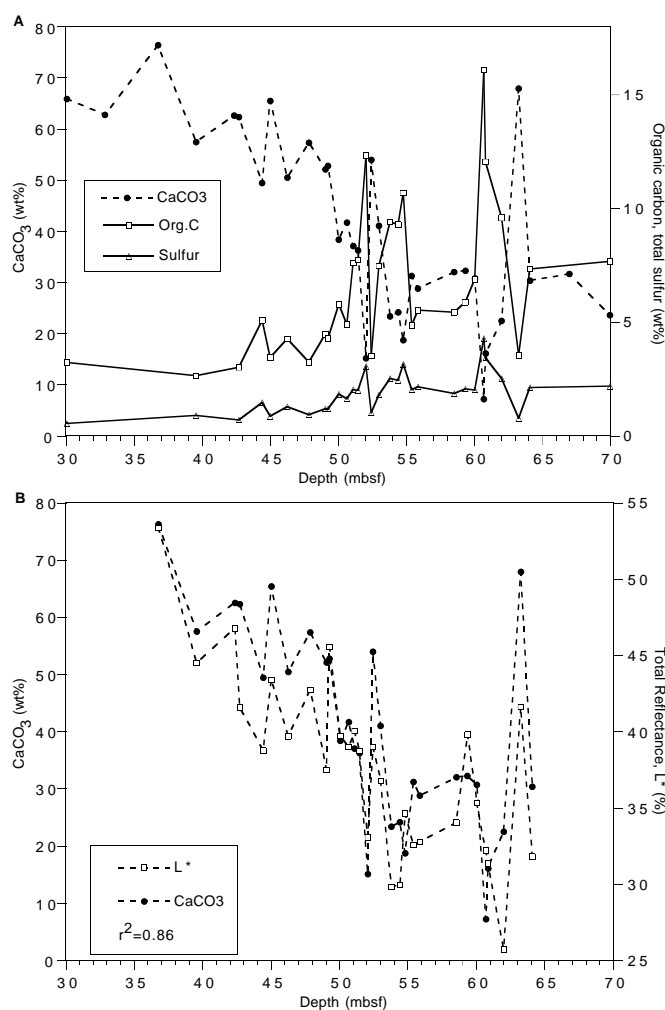 A
80
70
60
50
40
30
20
10
0
CaCO3 (wt%)
CaCO3
Org.C
Sulfur
15
10
5
0
Organic carbon, total sulfur (wt%)
30 45 50 55 60 65 70
Depth (mbsf)
B
80
70
60
50
40
30
20
10
0
CaCO3 (wt%)
L*
CaCO3
r2=0.86
55
50
45
40
35
30
25
Total Reflectance, L* (%)
30 40 45 50 55 60 65 70
Depth (mbsf)